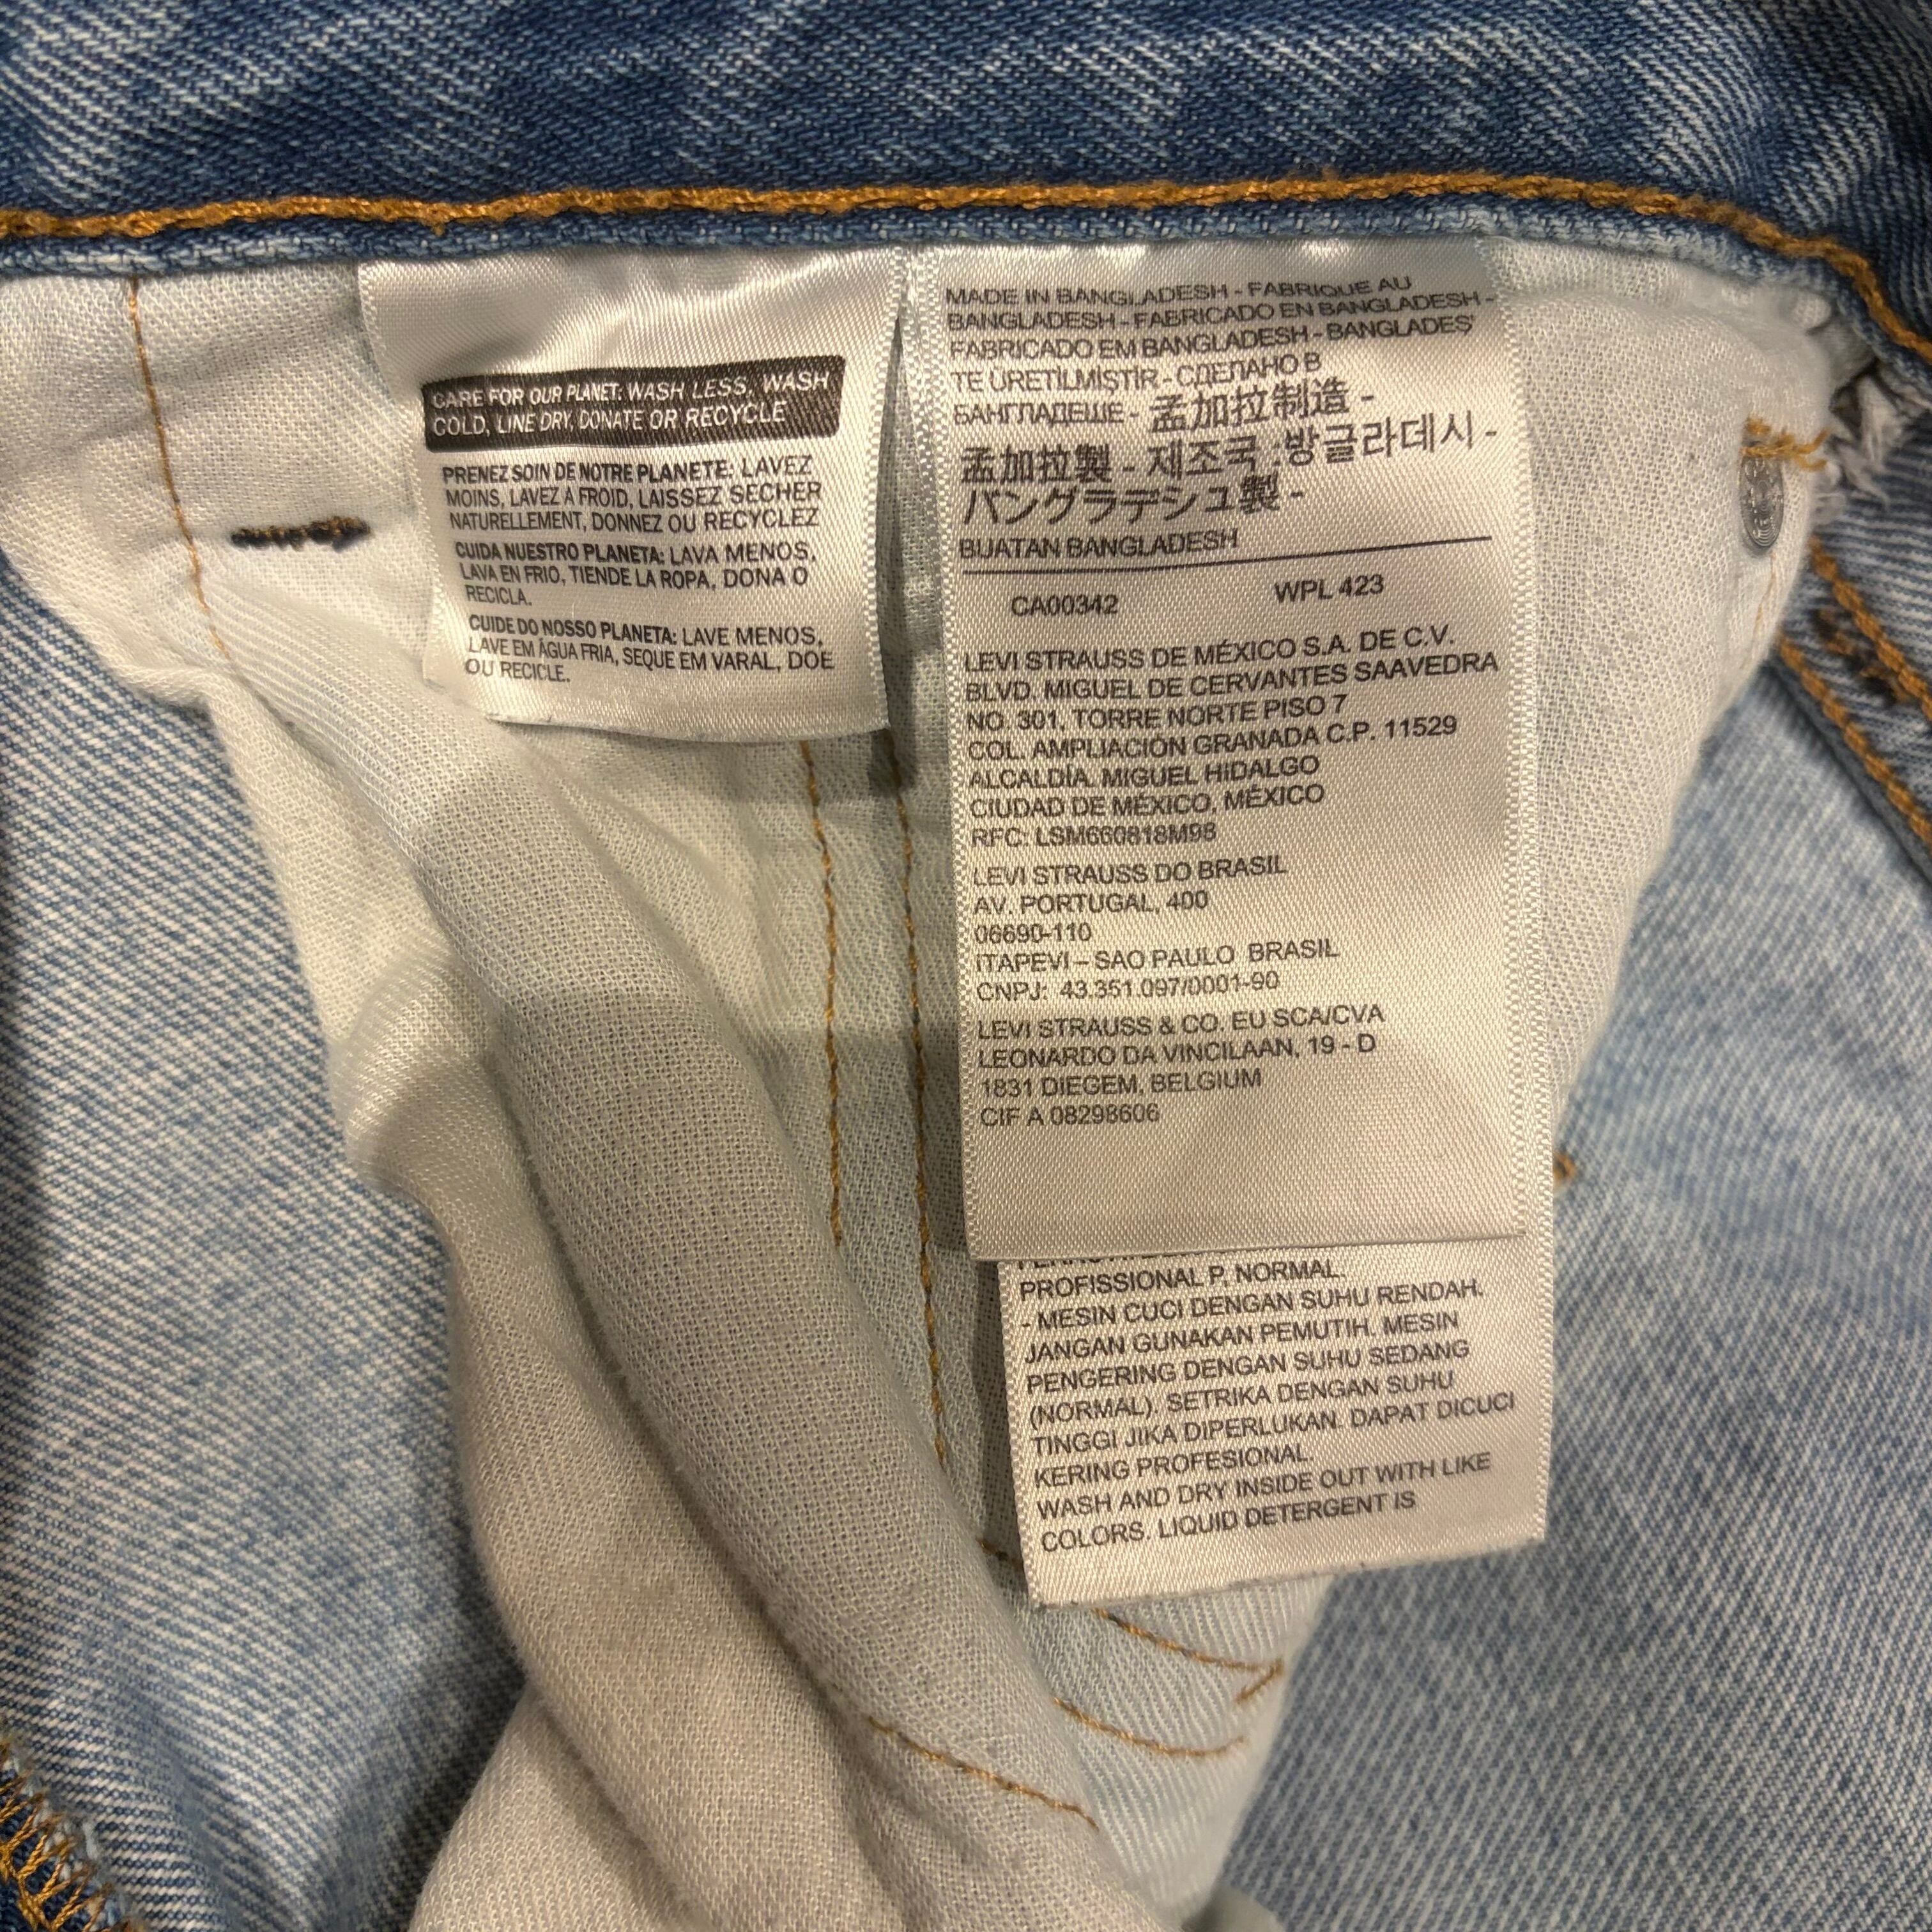 CARE FOR OUR PLANET: WASH LESS, WASH
COLD, LINE DRY, DONATE OR RECYCLE
PRENEZ SOIN DE NOTRE PLANETE: LAVEZ
MOINS, LAVEZ À FROID, LAISSEZ SÉCHER
NATURELLEMENT, DONNEZ OU RECYCLEZ
CUIDA NUESTRO PLANETA: LAVA MENOS,
LAVA EN FRIO, TIENDE LA ROPA, DONA O
RECICLA.
CUIDE DO NOSSO PLANETA: LAVE MENOS,
LAVE EM ÁGUA FRIA, SEQUE EM VARAL, DOE
OU RECICLE.
MADE IN BANGLADESH - FABRIQUE AU
BANGLADESH - FABRICADO EN BANGLADESH -
FABRICADO EM BANGLADESH - BANGLADES'
TE ÜRETİLMİŞTİR - СДЕЛАНО В
БАНГЛАДЕШЕ - 孟加拉制造 -
孟加拉製 - 제조국 :방글라데시 -
バングラデシュ製 -
BUATAN BANGLADESH
CA00342 WPL 423
LEVI STRAUSS DE MÉXICO S.A. DE C.V.
BLVD. MIGUEL DE CERVANTES SAAVEDRA
NO. 301, TORRE NORTE PISO 7
COL. AMPLIACIÓN GRANADA C.P. 11529
ALCALDÍA. MIGUEL HIDALGO
CIUDAD DE MÉXICO, MÉXICO
RFC: LSM660818M98
LEVI STRAUSS DO BRASIL
AV. PORTUGAL, 400
06690-110
ITAPEVI – SAO PAULO BRASIL
CNPJ: 43.351.097/0001-90
LEVI STRAUSS & CO. EU SCA/CVA
LEONARDO DA VINCILAAN, 19 - D
1831 DIEGEM, BELGIUM
CIF A 08298606
PROFISSIONAL P, NORMAL.
- MESIN CUCI DENGAN SUHU RENDAH.
JANGAN GUNAKAN PEMUTIH. MESIN
PENGERING DENGAN SUHU SEDANG
(NORMAL). SETRIKA DENGAN SUHU
TINGGI JIKA DIPERLUKAN. DAPAT DICUCI
KERING PROFESIONAL.
WASH AND DRY INSIDE OUT WITH LIKE
COLORS. LIQUID DETERGENT IS